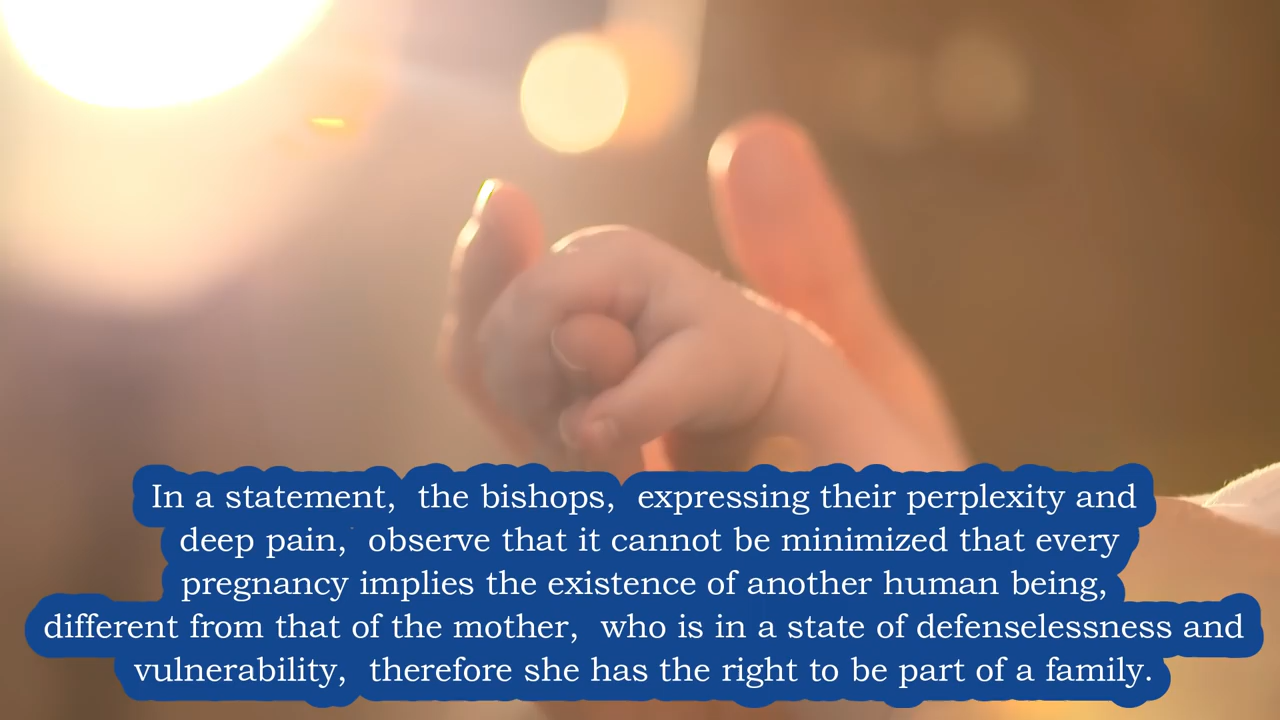 In a statement,  the bishops,  expressing their perplexity and
deep pain,  observe that it cannot be minimized that every
pregnancy implies the existence of another human being,
different from that of the mother,  who is in a state of defenselessness and
vulnerability,  therefore she has the right to be part of a family.